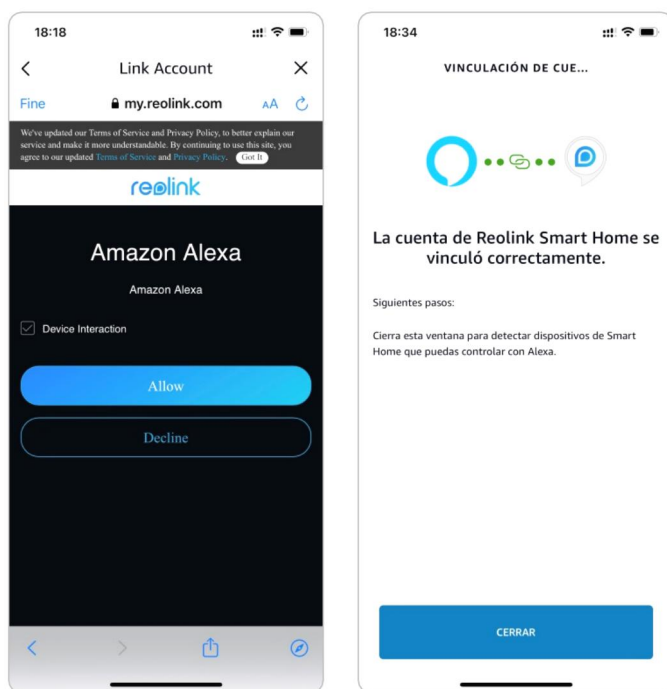 18:18
Link Account
Fine
my.reolink.com
AA
We've updated our Terms of Service and Privacy Policy, to better explain our
service and make it more understandable. By continuing to use this site, you
agree to our updated Terms of Service and Privacy Policy. Got It
reolink
Amazon Alexa
Amazon Alexa
Device Interaction
Allow
Decline
18:34
VINCULACIÓN DE CUE...
La cuenta de Reolink Smart Home se
vinculó correctamente.
Siguientes pasos:
Cierra esta ventana para detectar dispositivos de Smart
Home que puedas controlar con Alexa.
CERRAR